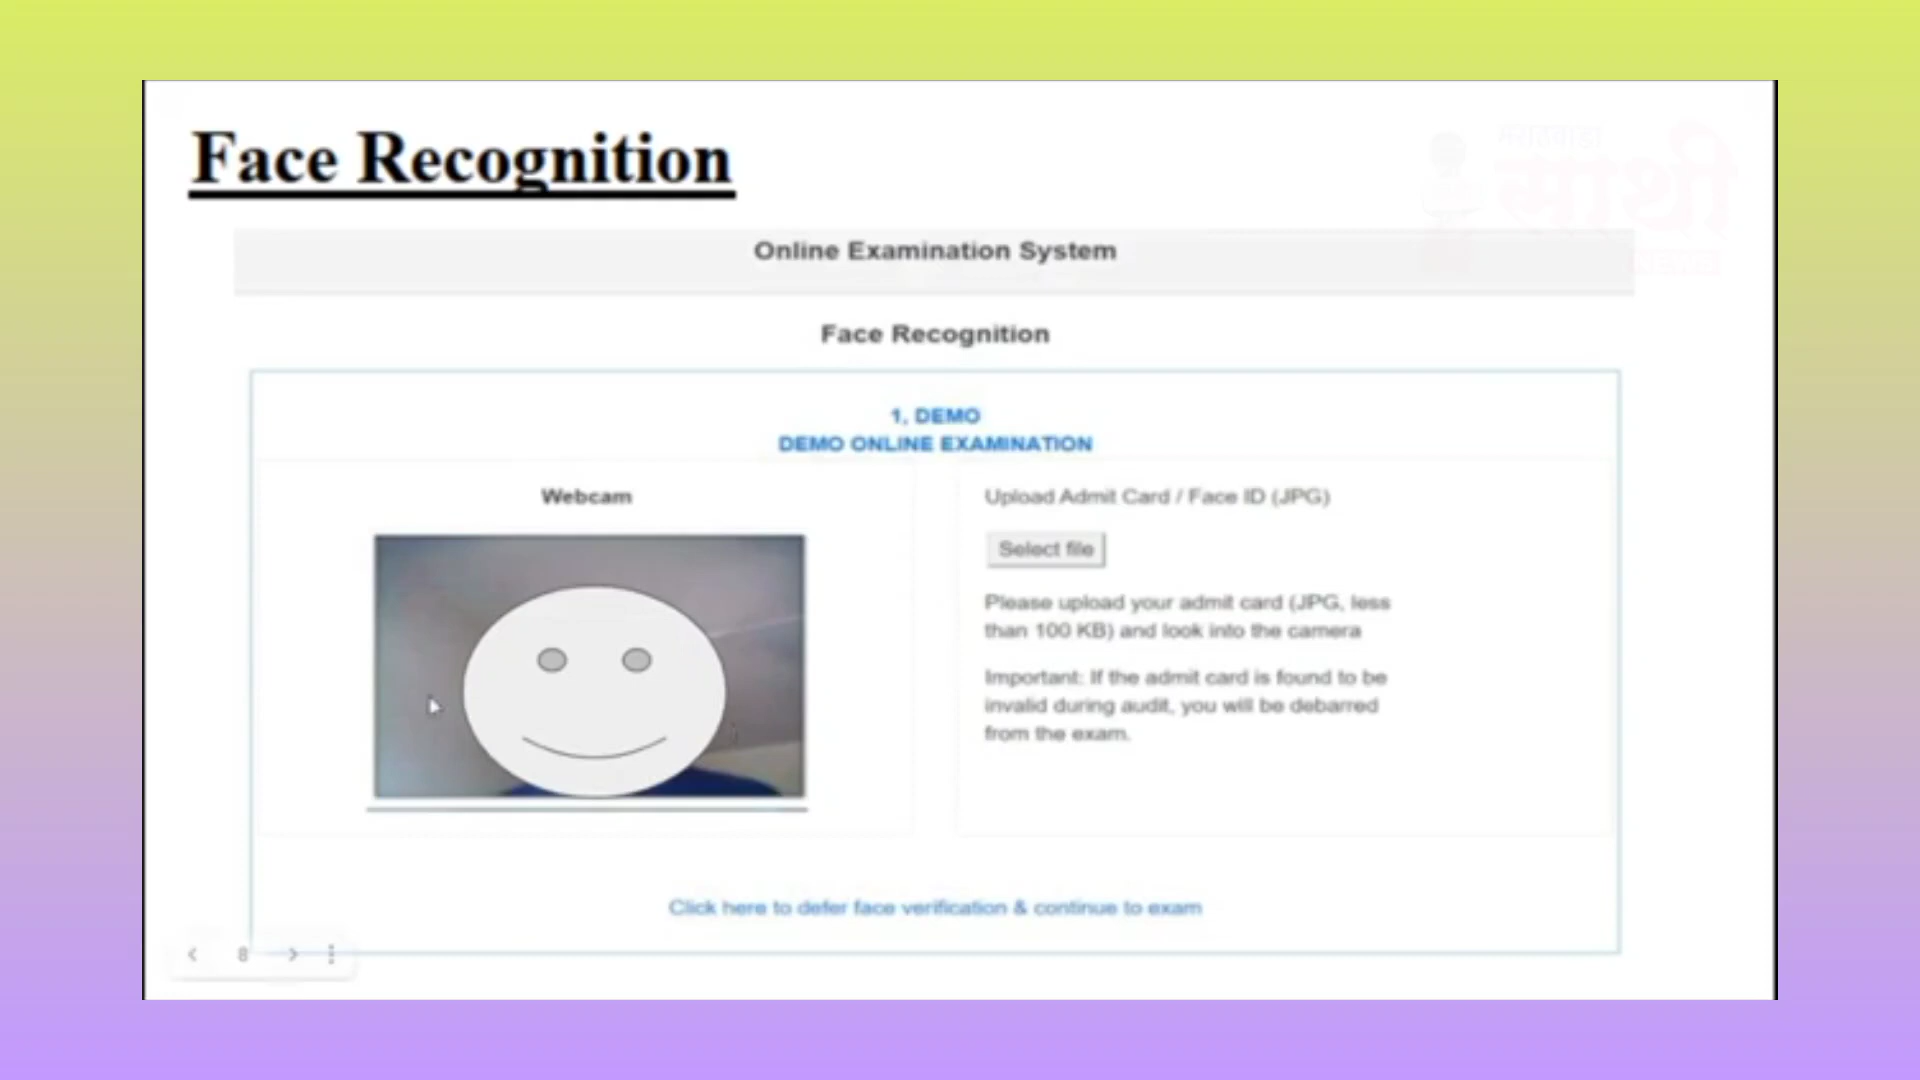 Face Recognition
मराठवाडा
साथी
Online Examination System
Face Recognition
1, DEMO
DEMO ONLINE EXAMINATION
Webcam
Upload Admit Card / Face ID (JPG)
Select file
Please upload your admit card (JPG, less
than 100 KB) and look into the camera
Important: If the admit card is found to be
invalid during audit, you will be debarred
from the exam.
Click here to defer face verification & continue to exam
8